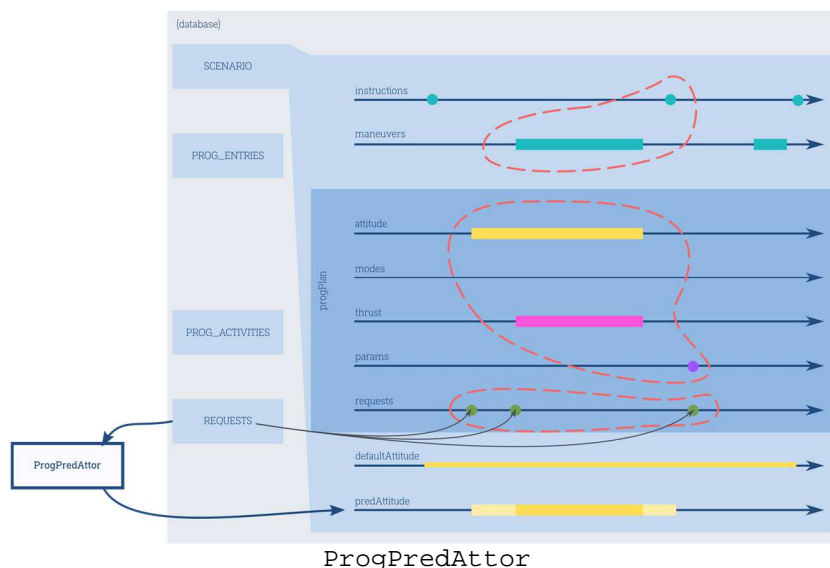 (database)
SCENARIO
instructions
maneuvers
PROG_ENTRIES
attitude
modes
progPlan
thrust
PROG_ACTIVITIES
params
requests
REQUESTS
defaultAttitude
ProgPredAttor
predAttitude
ProgPredAttor